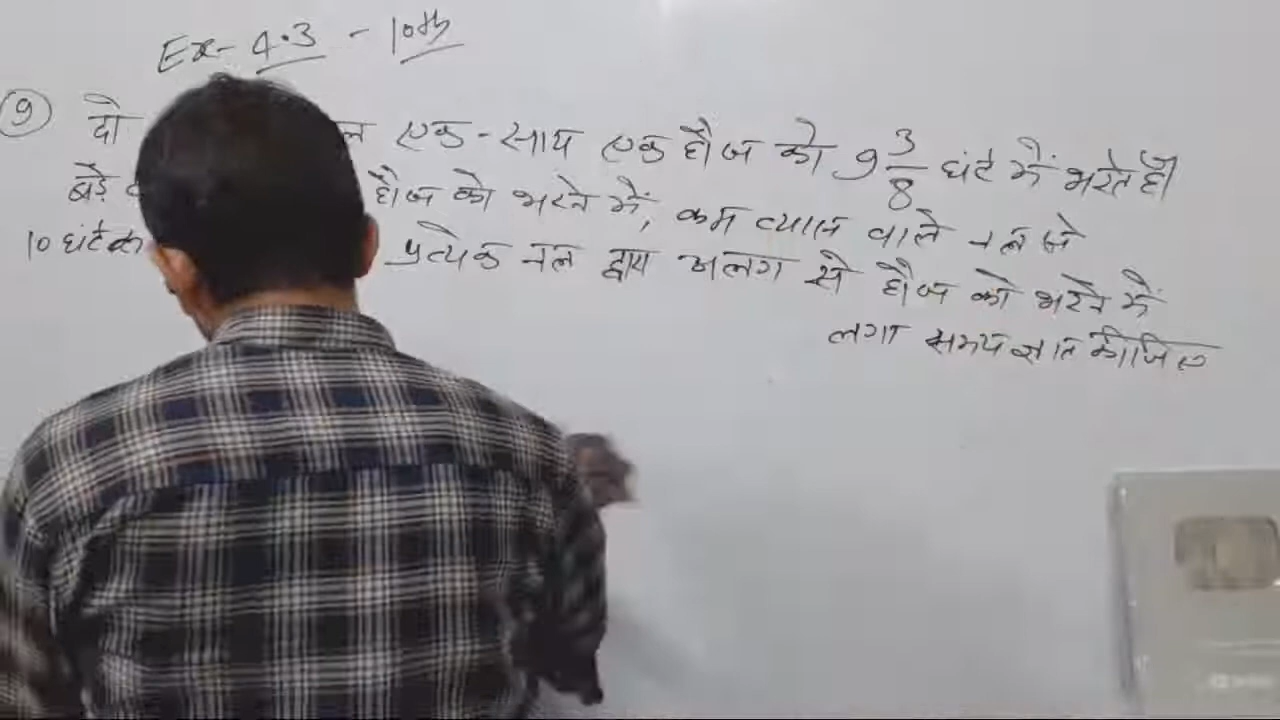 Ex- 4.3 - 10th
9 दो ल एक-साथ एक हौज को 9 3/8 घंटे में भरते हैं।
बड़े हौज को भरने में, कम व्यास वाले नल से
10 घंटे क प्रत्येक नल द्वारा अलग से हौज को भरने में
लगा समय ज्ञात कीजिए